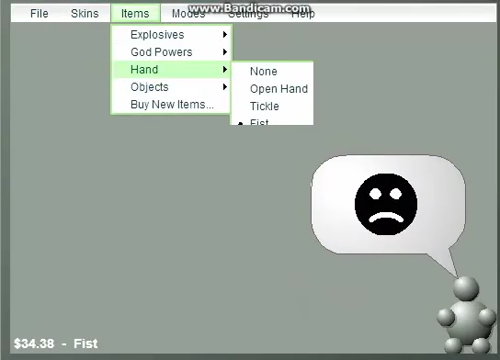 www.Bandicam.com
File Skins Items Modes Settings Help
Explosives
God Powers
Hand
Objects
Buy New Items...
None
Open Hand
Tickle
Fist
$34.38 - Fist